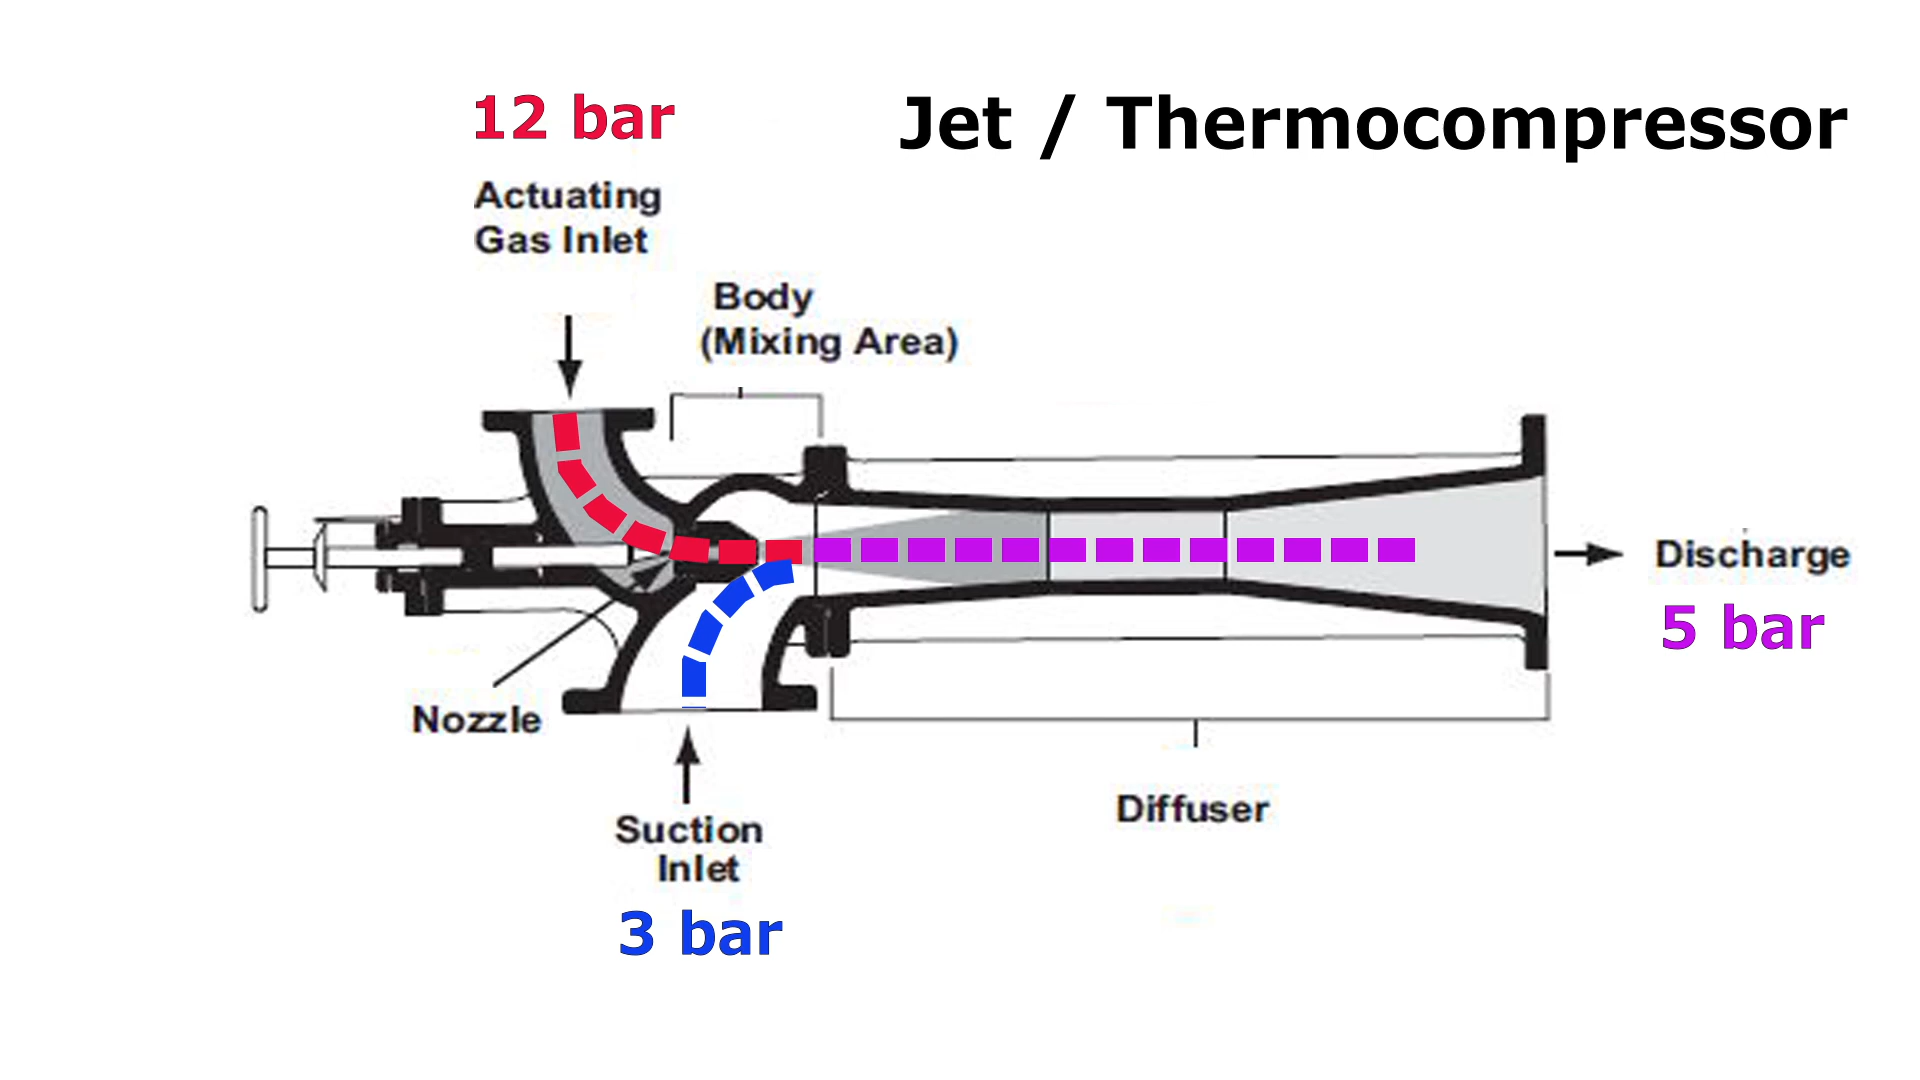 12 bar
Jet / Thermocompressor
Actuating
Gas Inlet
Body
(Mixing Area)
Discharge
5 bar
Nozzle
Diffuser
Suction
Inlet
3 bar